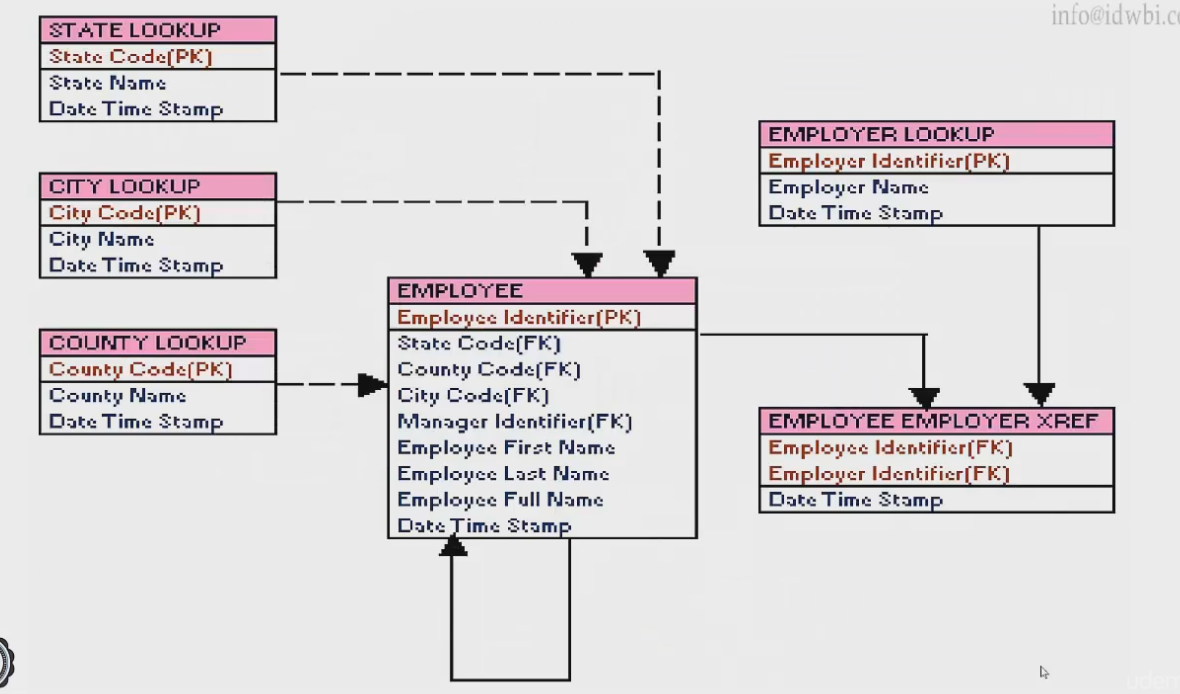 info@idwbi.co
STATE LOOKUP
State Code(PK)
State Name
Date Time Stamp
CITY LOOKUP
City Code(PK)
City Name
Date Time Stamp
COUNTY LOOKUP
County Code(PK)
County Name
Date Time Stamp
EMPLOYEE
Employee Identifier(PK)
State Code(FK)
County Code(FK)
City Code(FK)
Manager Identifier(FK)
Employee First Name
Employee Last Name
Employee Full Name
Date Time Stamp
EMPLOYER LOOKUP
Employer Identifier(PK)
Employer Name
Date Time Stamp
EMPLOYEE EMPLOYER XREF
Employee Identifier(FK)
Employer Identifier(FK)
Date Time Stamp